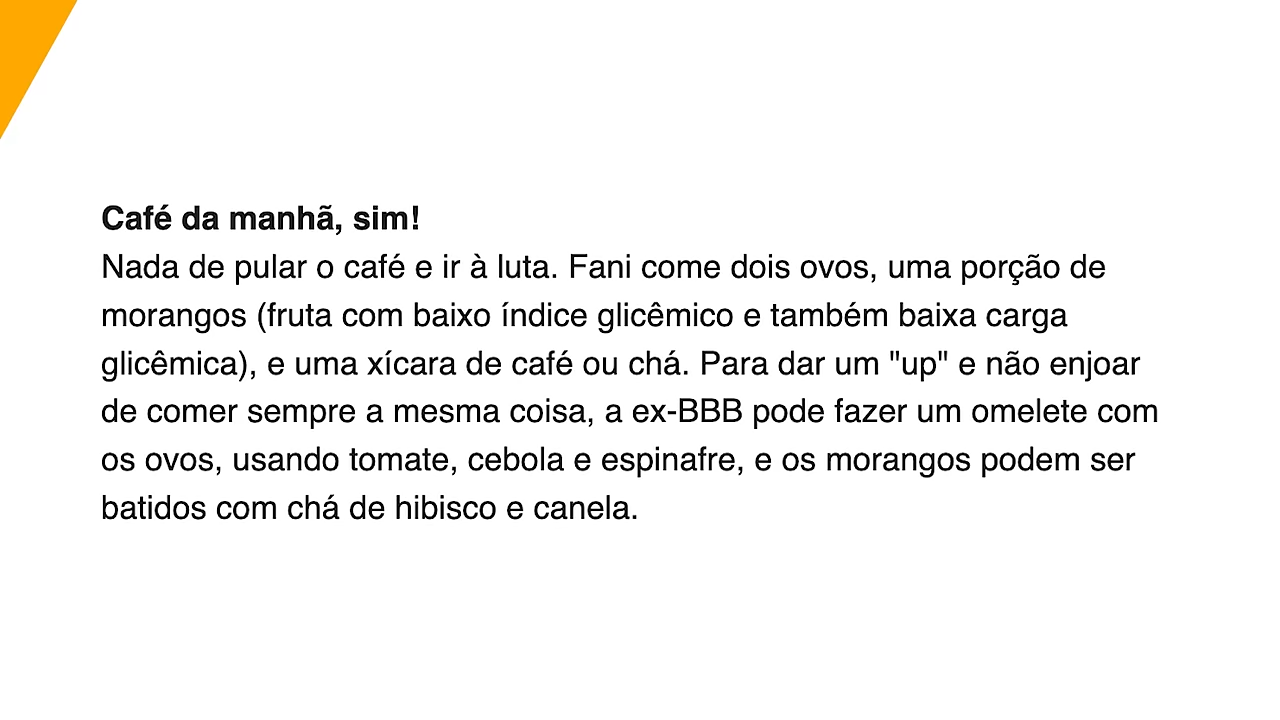 Café da manhã, sim!
Nada de pular o café e ir à luta. Fani come dois ovos, uma porção de
morangos (fruta com baixo índice glicêmico e também baixa carga
glicêmica), e uma xícara de café ou chá. Para dar um "up" e não enjoar
de comer sempre a mesma coisa, a ex-BBB pode fazer um omelete com
os ovos, usando tomate, cebola e espinafre, e os morangos podem ser
batidos com chá de hibisco e canela.